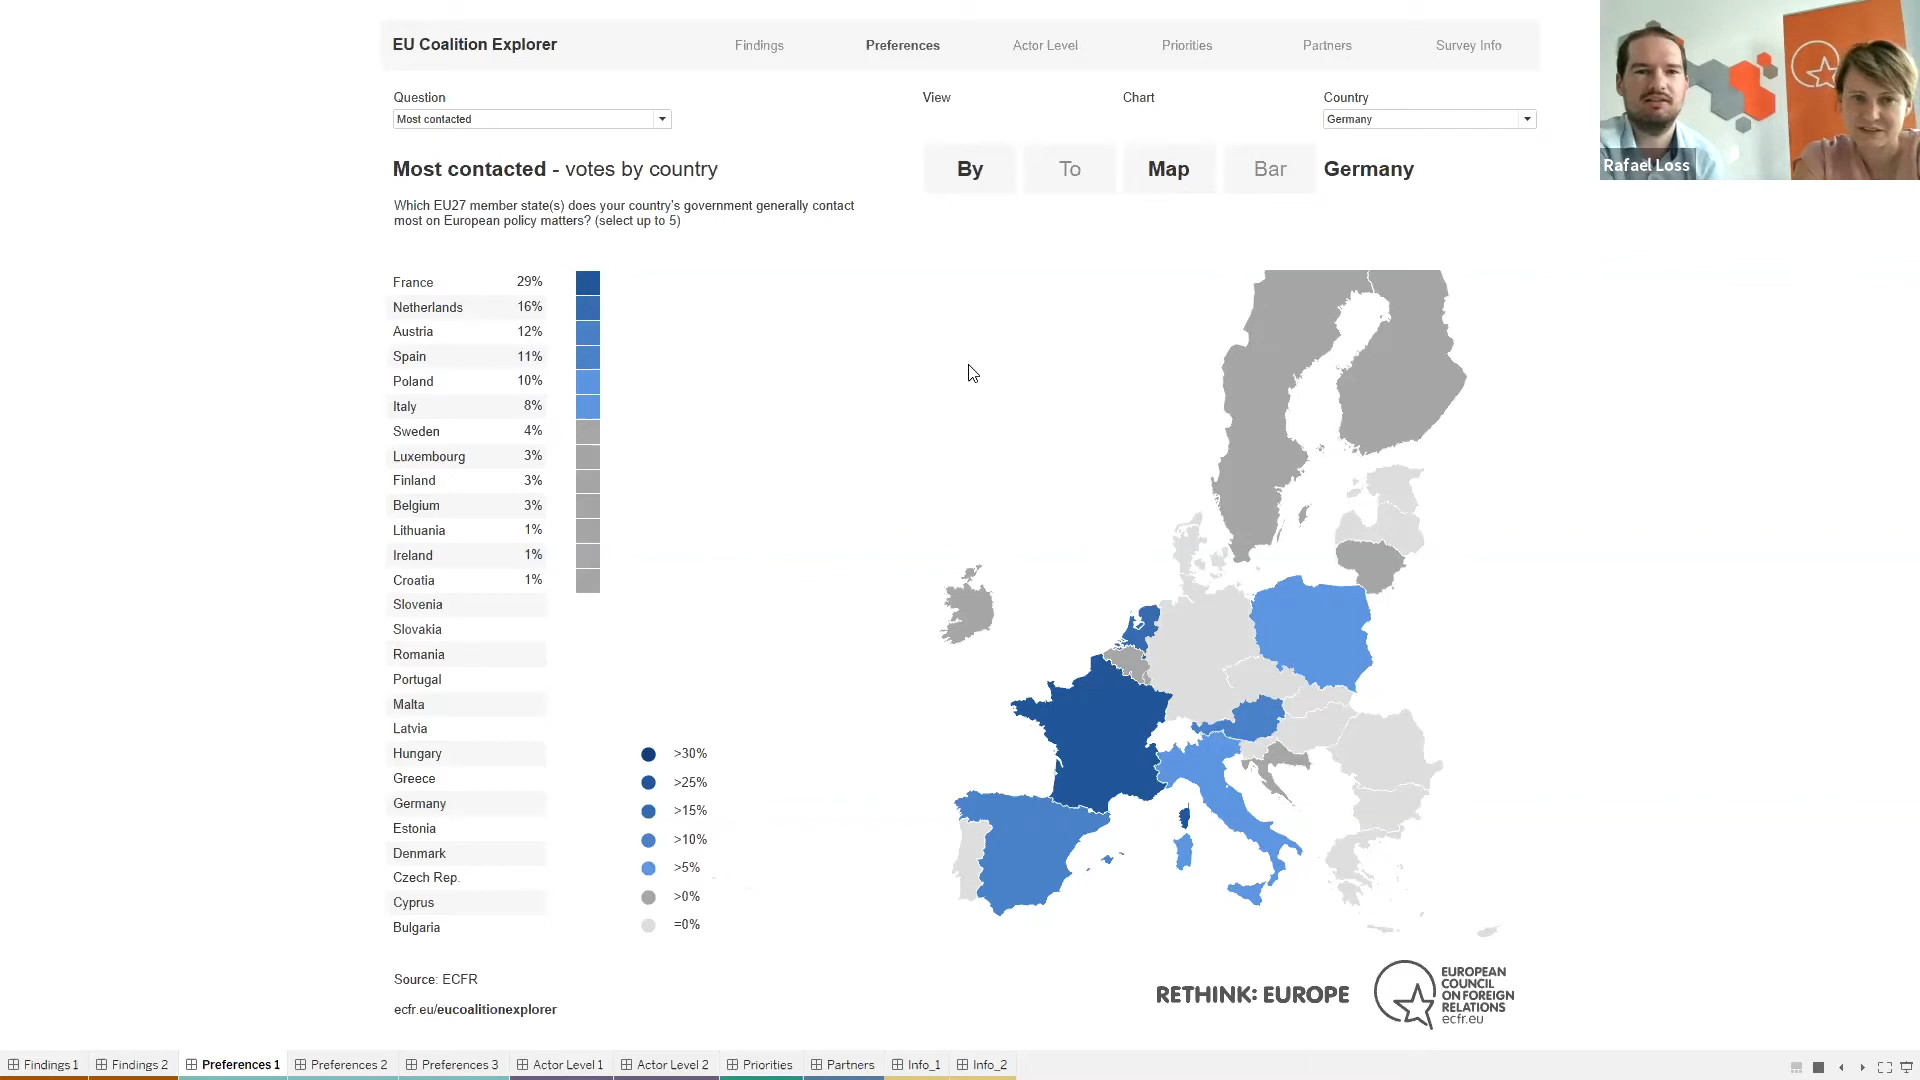 EU Coalition Explorer
Findings
Preferences
Actor Level
Priorities
Partners
Survey Info
Rafael Loss
Question
View
Chart
Country
Most contacted
Germany
Most contacted - votes by country
By
To
Map
Bar
Germany
Which EU27 member state(s) does your country's government generally contact
most on European policy matters? (select up to 5)
France 29%
Netherlands 16%
Austria 12%
Spain 11%
Poland 10%
Italy 8%
Sweden 4%
Luxembourg 3%
Finland 3%
Belgium 3%
Lithuania 1%
Ireland 1%
Croatia 1%
Slovenia
Slovakia
Romania
Portugal
Malta
Latvia
Hungary
Greece
Germany
Estonia
Denmark
Czech Rep.
Cyprus
Bulgaria
>30%
>25%
>15%
>10%
>5%
>0%
=0%
Source: ECFR
ecfr.eu/eucoalitionexplorer
RETHINK: EUROPE
EUROPEAN
COUNCIL
ON FOREIGN
RELATIONS
ecfr.eu
Findings 1
Findings 2
Preferences 1
Preferences 2
Preferences 3
Actor Level 1
Actor Level 2
Priorities
Partners
Info_1
Info_2